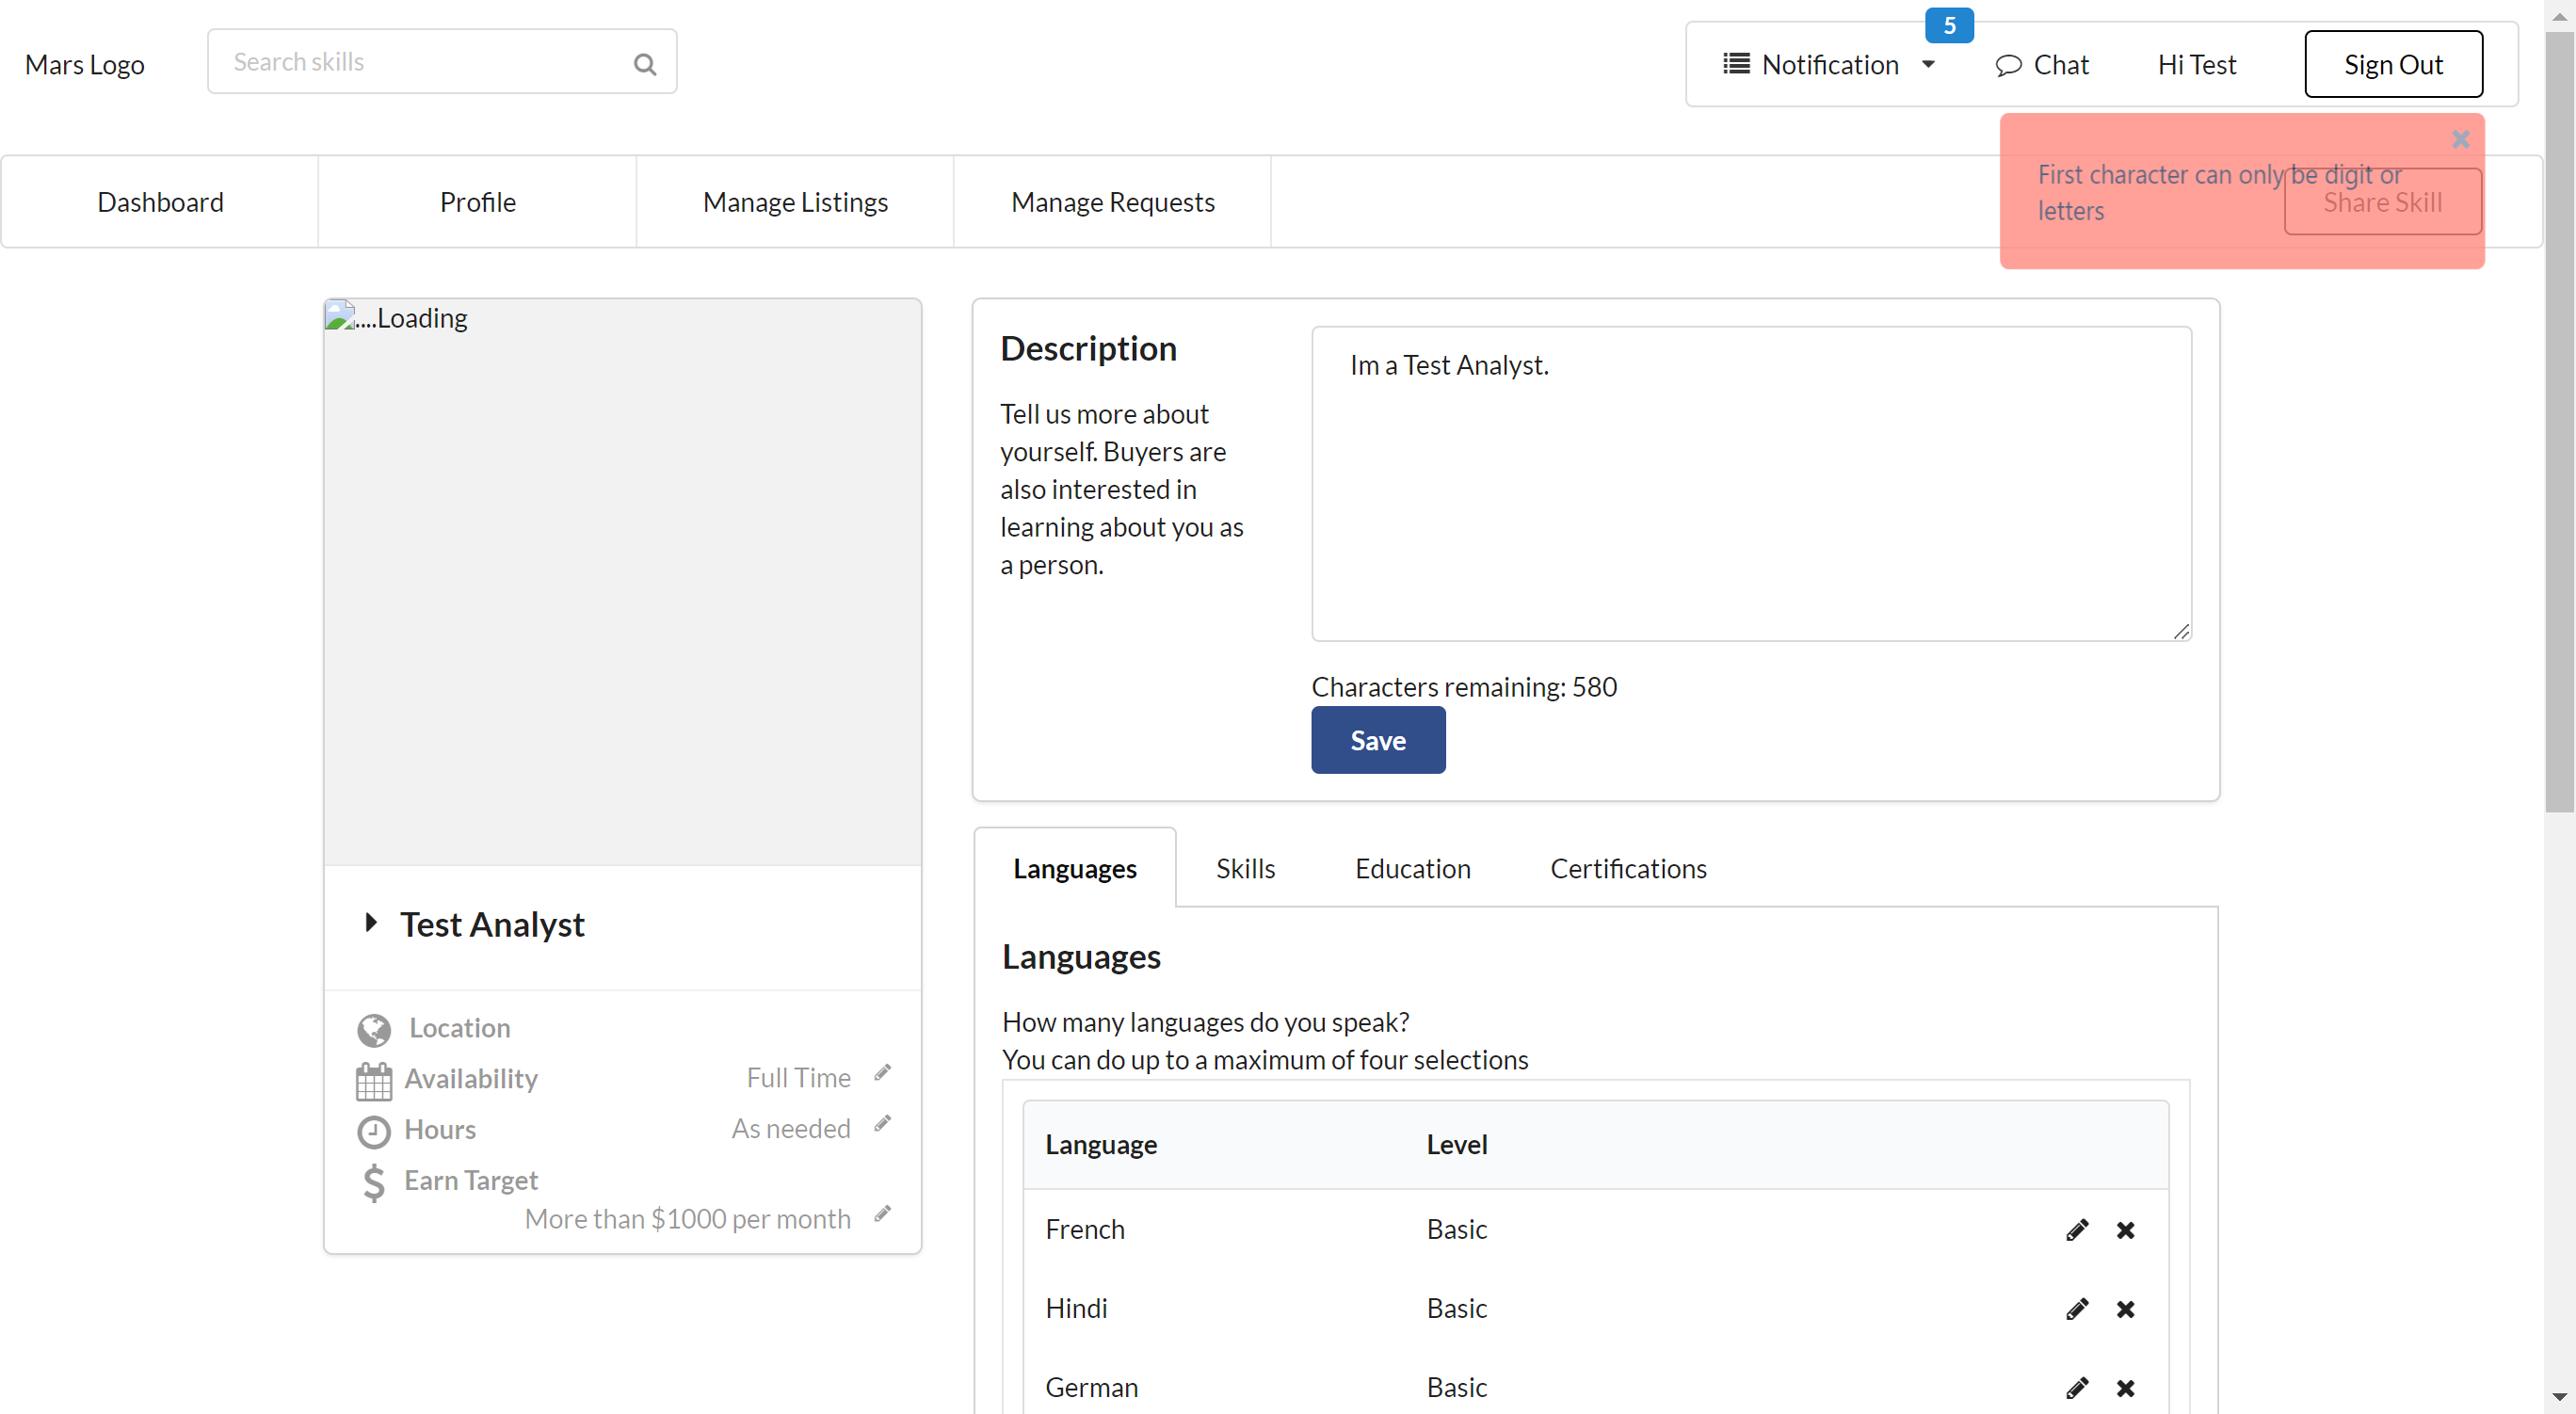 Mars Logo
Search skills
Notification
5
Chat
Hi Test
Sign Out
Dashboard
Profile
Manage Listings
Manage Requests
Share Skill
First character can only be digit or
letters
....Loading
Test Analyst
Location
Availability
Full Time
Hours
As needed
Earn Target
More than $1000 per month
Description
Tell us more about
yourself. Buyers are
also interested in
learning about you as
a person.
Im a Test Analyst.
Characters remaining: 580
Save
Languages
Skills
Education
Certifications
Languages
How many languages do you speak?
You can do up to a maximum of four selections
Language
Level
French
Basic
Hindi
Basic
German
Basic